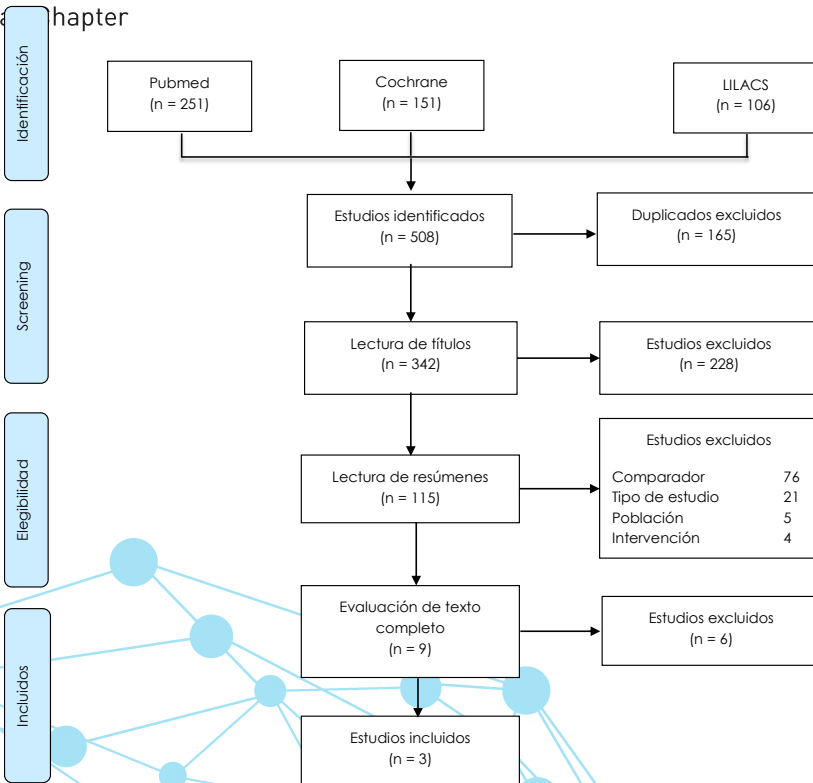 Chapter
Identificación
Pubmed
(n = 251)
Cochrane
(n = 151)
LILACS
(n = 106)
Screening
Estudios identificados
(n = 508)
Duplicados excluidos
(n = 165)
Lectura de títulos
(n = 342)
Estudios excluidos
(n = 228)
Elegibilidad
Lectura de resúmenes
(n = 115)
Estudios excluidos
Comparador 76
Tipo de estudio 21
Población 5
Intervención 4
Incluidos
Evaluación de texto
completo
(n = 9)
Estudios excluidos
(n = 6)
Estudios incluidos
(n = 3)